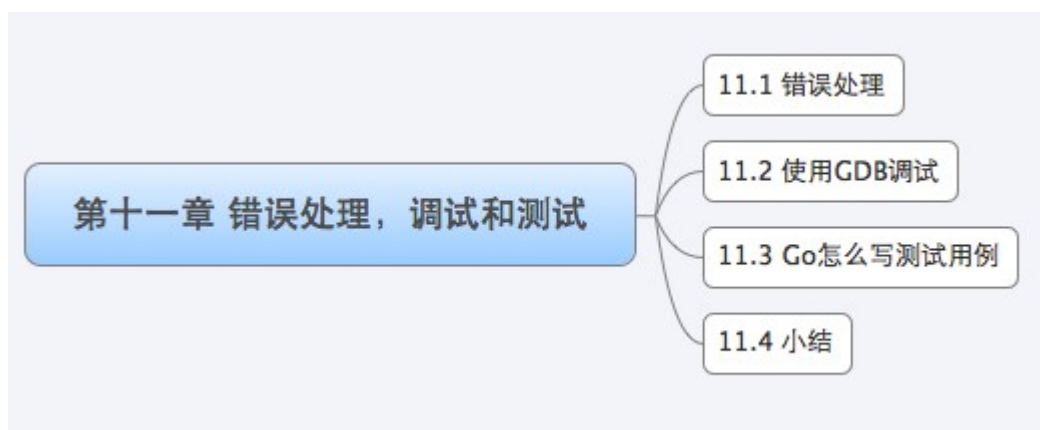 第十一章 错误处理，调试和测试
11.1 错误处理
11.2 使用GDB调试
11.3 Go怎么写测试用例
11.4 小结